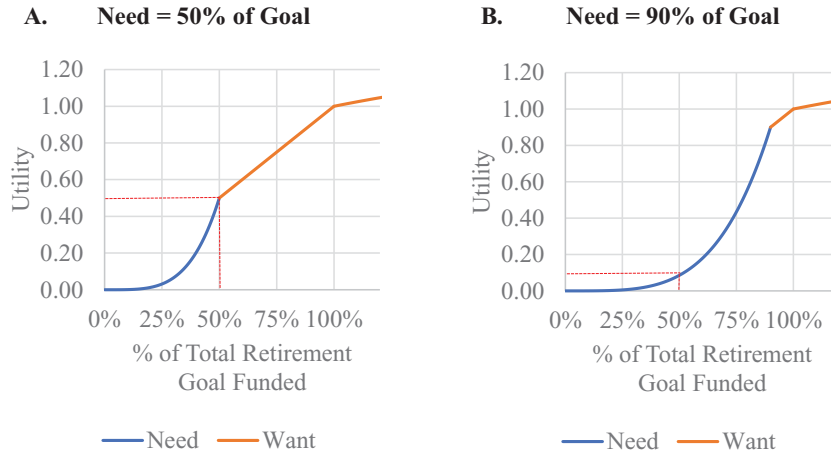 A. Need = 50% of Goal
1.20
1.00
0.80
0.60
0.40
0.20
0.00
Utility
0% 25% 50% 75% 100%
% of Total Retirement
Goal Funded
Need Want
B. Need = 90% of Goal
1.20
1.00
0.80
0.60
0.40
0.20
0.00
Utility
0% 25% 50% 75% 100%
% of Total Retirement
Goal Funded
Need Want